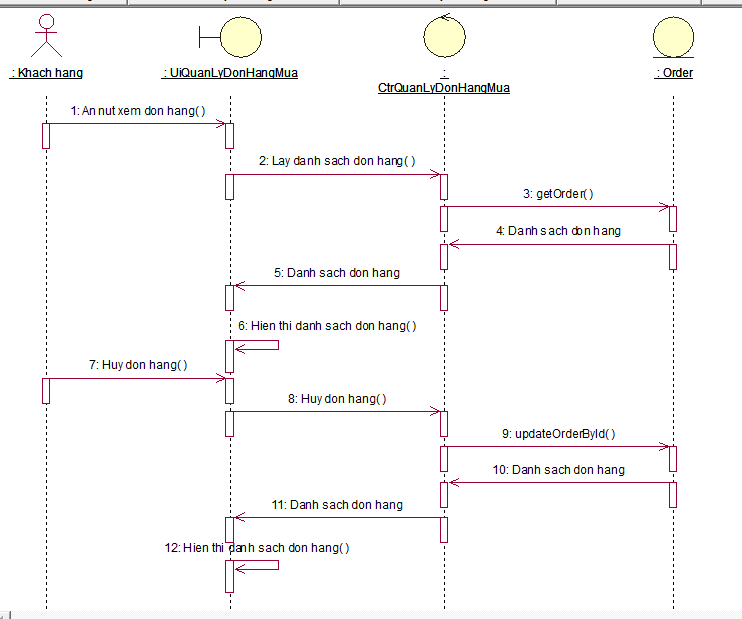 : Khach hang
: UiQuanLyDonHangMua
:
CtrQuanLyDonHangMua
: Order
1: An nut xem don hang( )
2: Lay danh sach don hang( )
3: getOrder( )
4: Danh sach don hang
5: Danh sach don hang
6: Hien thi danh sach don hang( )
7: Huy don hang( )
8: Huy don hang( )
9: updateOrderById( )
10: Danh sach don hang
11: Danh sach don hang
12: Hien thi danh sach don hang( )